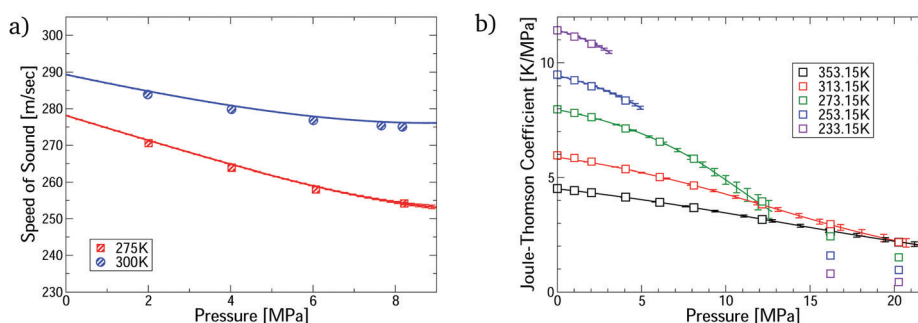 a)
Speed of Sound [m/sec]
300
290
280
270
260
250
240
230
0
2
4
6
8
Pressure [MPa]
275K
300K
b)
Joule-Thomson Coefficient [K/MPa]
10
5
0
0
5
10
15
20
Pressure [MPa]
353.15K
313.15K
273.15K
253.15K
233.15K